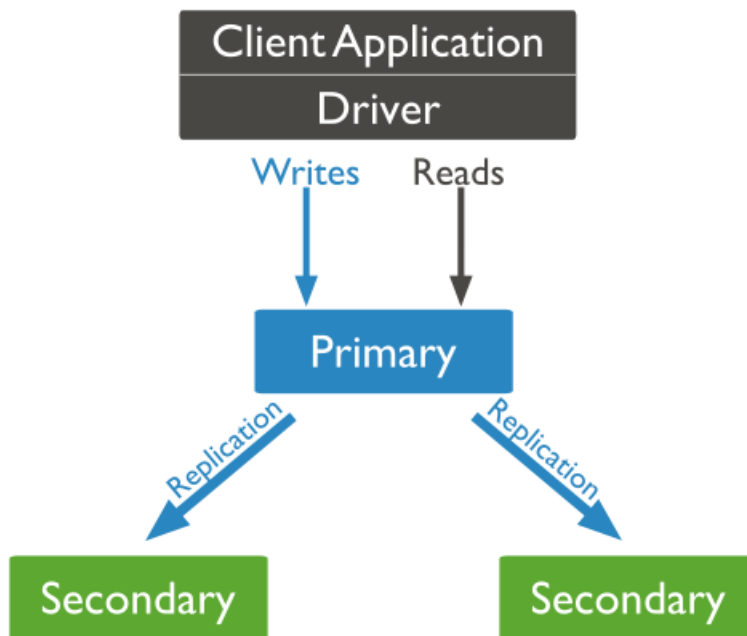 Client Application
Driver
Writes
Reads
Primary
Replication
Replication
Secondary
Secondary